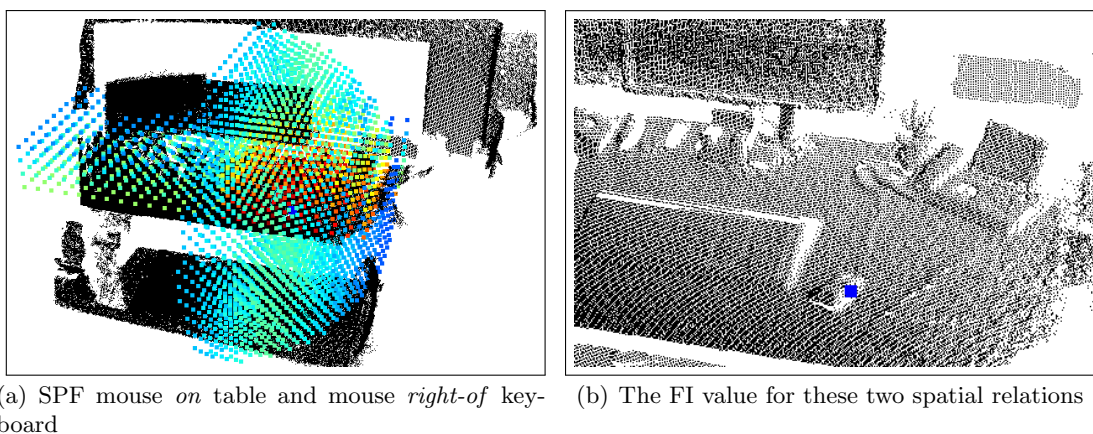 (a) SPF mouse on table and mouse right-of key-
board
(b) The FI value for these two spatial relations